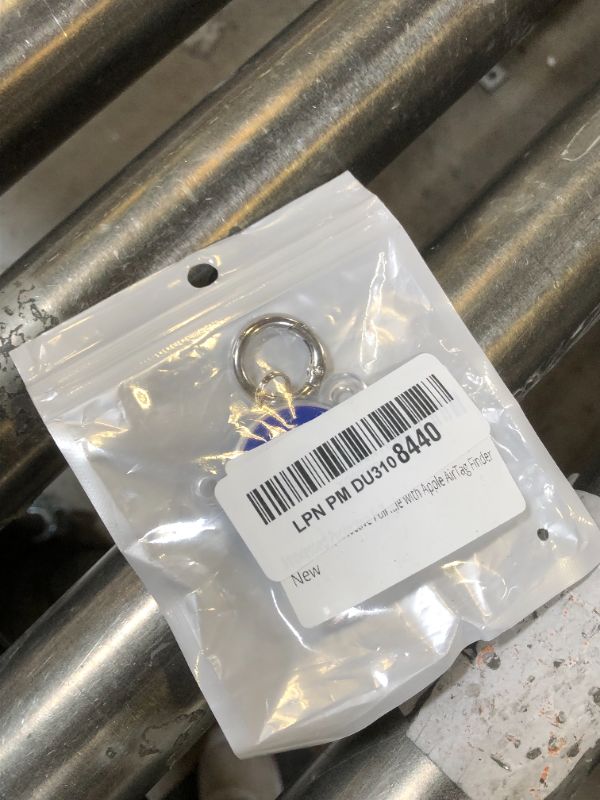 LPN PM DU3108440
with Apple AirTag Finder
New